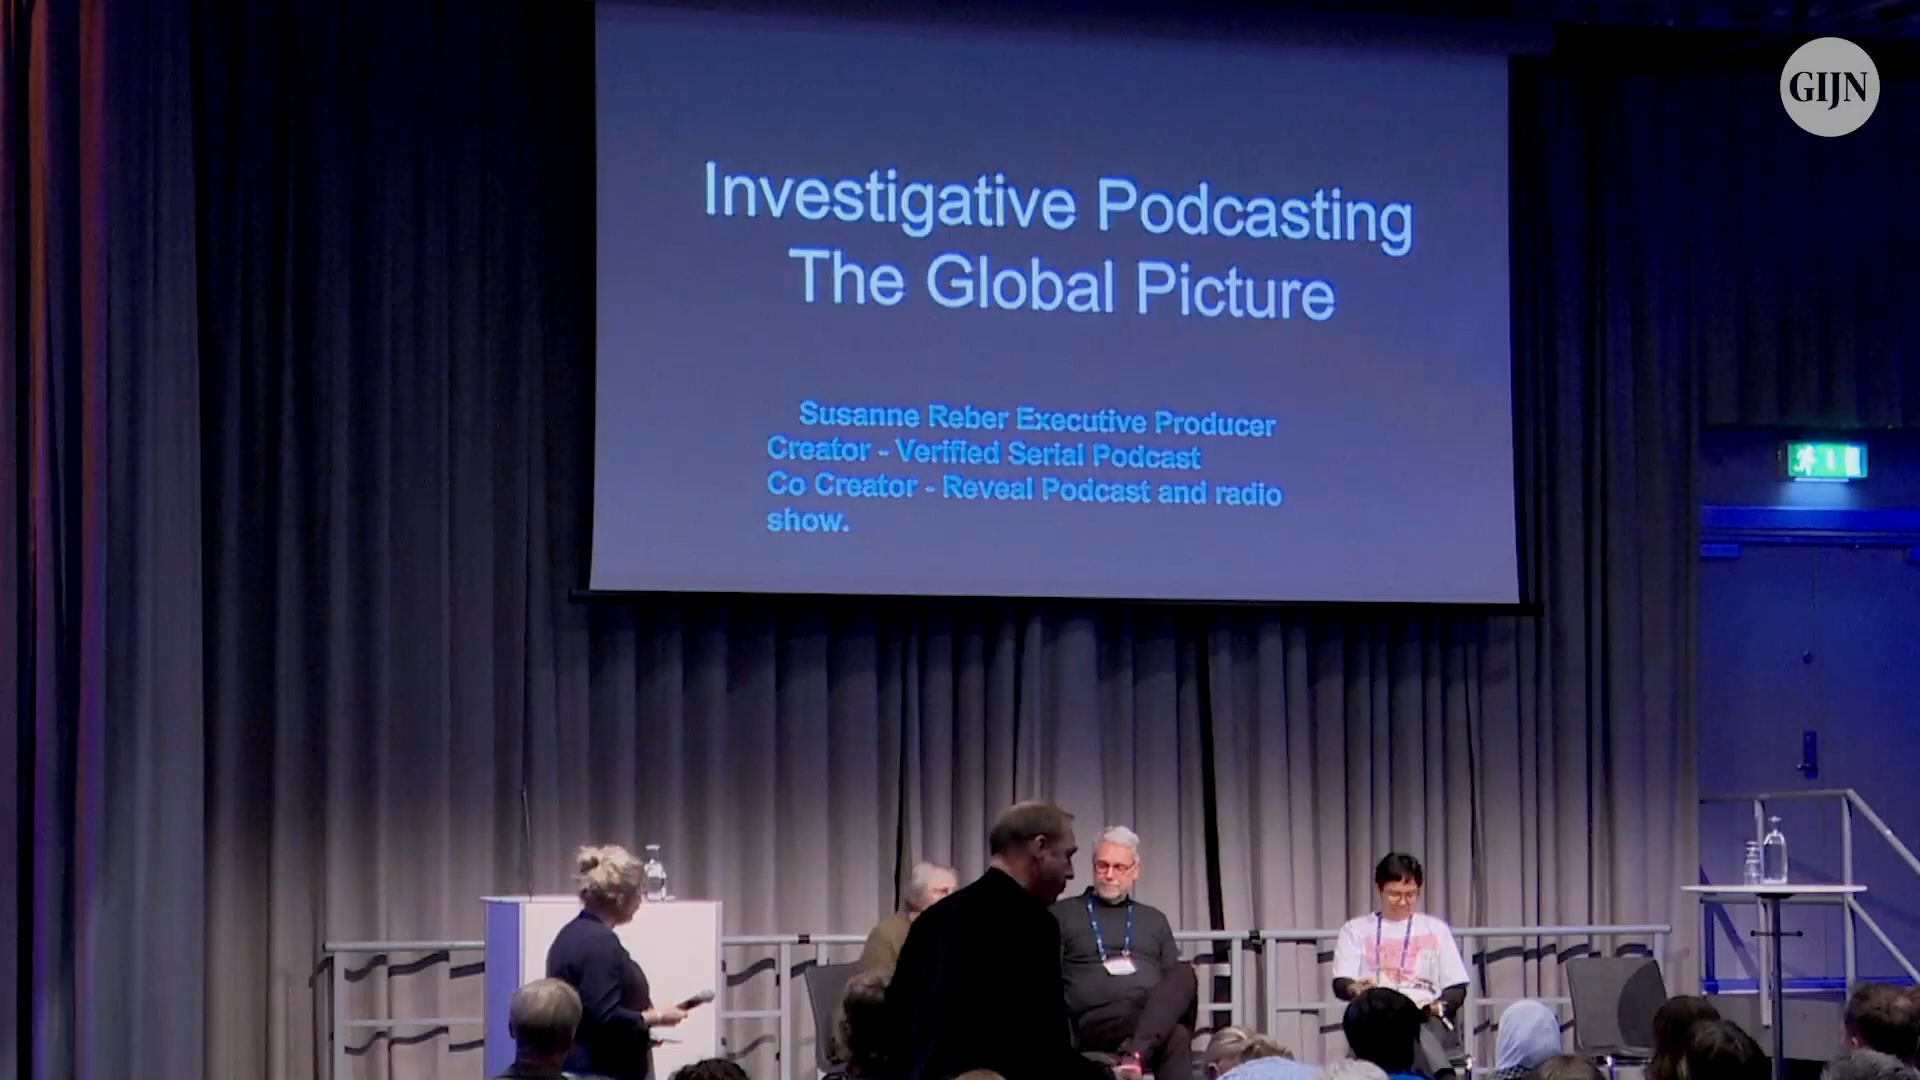 GIJN
Investigative Podcasting
The Global Picture
Susanne Reber Executive Producer
Creator - Verified Serial Podcast
Co Creator - Reveal Podcast and radio
show.